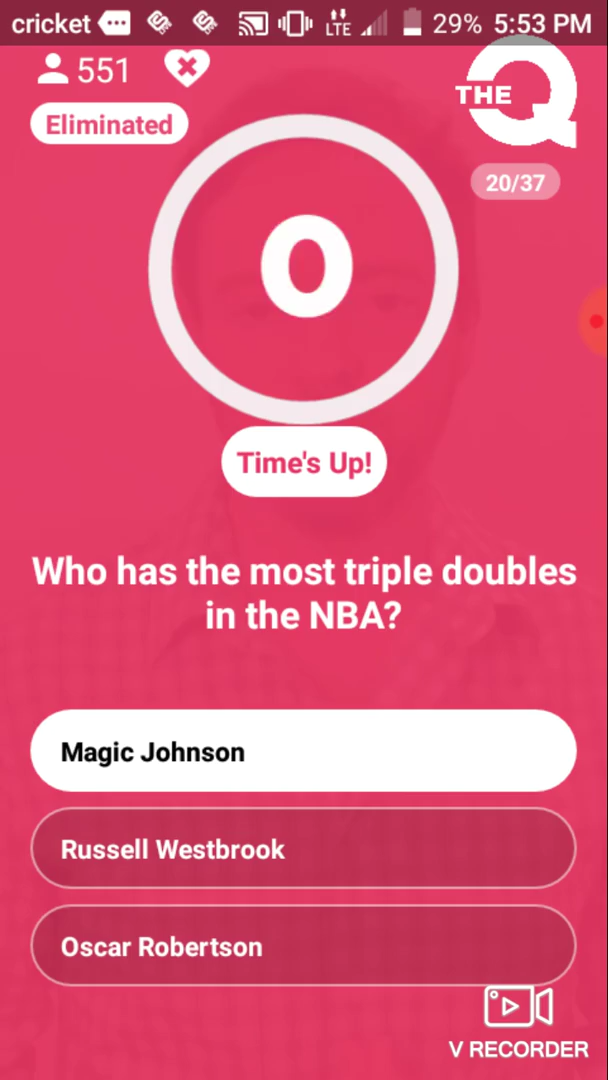 cricket 29% 5:53 PM
LTE
551
THE Q
Eliminated
20/37
0
Time's Up!
Who has the most triple doubles
in the NBA?
Magic Johnson
Russell Westbrook
Oscar Robertson
V RECORDER